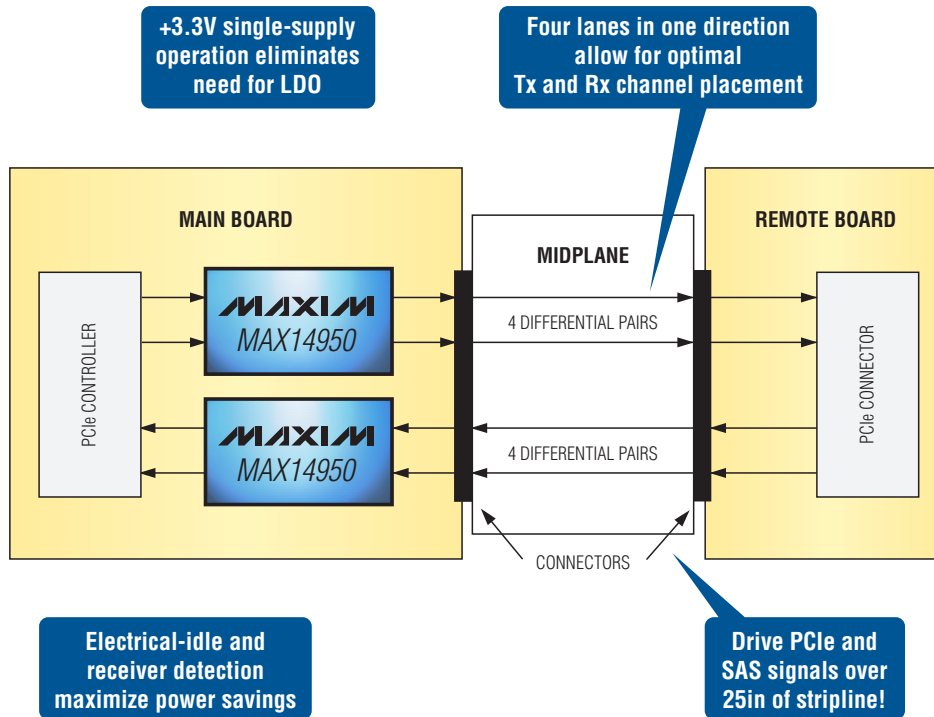 +3.3V single-supply
operation eliminates
need for LDO
Four lanes in one direction
allow for optimal
Tx and Rx channel placement
MAIN BOARD
REMOTE BOARD
MIDPLANE
PCIe CONTROLLER
MAXIM
MAX14950
4 DIFFERENTIAL PAIRS
PCIe CONNECTOR
MAXIM
MAX14950
4 DIFFERENTIAL PAIRS
CONNECTORS
Electrical-idle and
receiver detection
maximize power savings
Drive PCIe and
SAS signals over
25in of stripline!